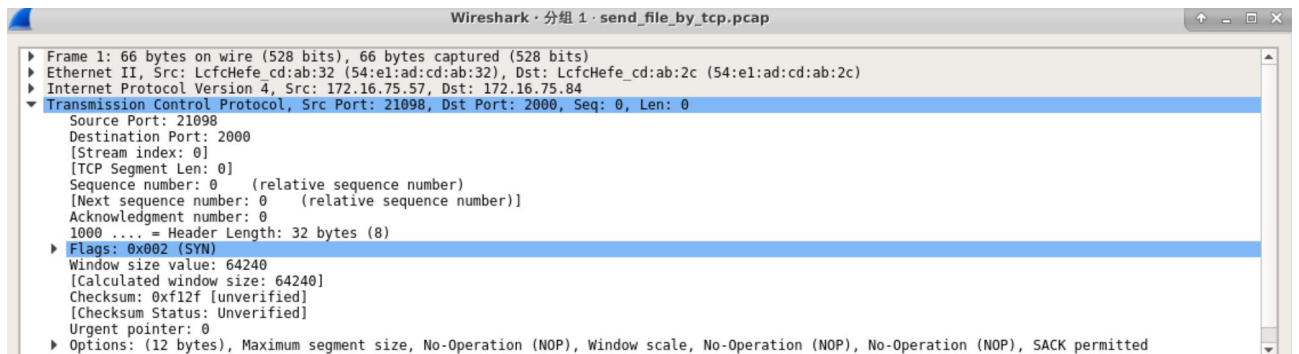 Wireshark · 分组 1 · send_file_by_tcp.pcap
Frame 1: 66 bytes on wire (528 bits), 66 bytes captured (528 bits)
Ethernet II, Src: LcfcHefe_cd:ab:32 (54:e1:ad:cd:ab:32), Dst: LcfcHefe_cd:ab:2c (54:e1:ad:cd:ab:2c)
Internet Protocol Version 4, Src: 172.16.75.57, Dst: 172.16.75.84
Transmission Control Protocol, Src Port: 21098, Dst Port: 2000, Seq: 0, Len: 0
Source Port: 21098
Destination Port: 2000
[Stream index: 0]
[TCP Segment Len: 0]
Sequence number: 0    (relative sequence number)
[Next sequence number: 0    (relative sequence number)]
Acknowledgment number: 0
1000 .... = Header Length: 32 bytes (8)
Flags: 0x002 (SYN)
Window size value: 64240
[Calculated window size: 64240]
Checksum: 0xf12f [unverified]
[Checksum Status: Unverified]
Urgent pointer: 0
Options: (12 bytes), Maximum segment size, No-Operation (NOP), Window scale, No-Operation (NOP), No-Operation (NOP), SACK permitted